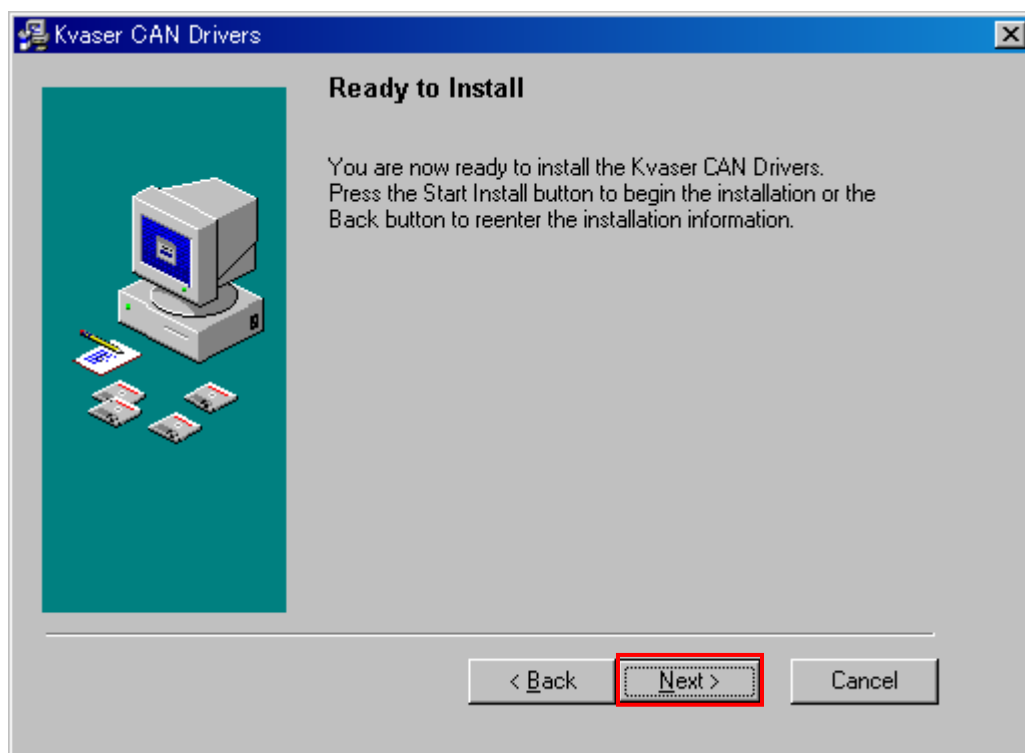 Kvaser CAN Drivers
Ready to Install
You are now ready to install the Kvaser CAN Drivers.
Press the Start Install button to begin the installation or the
Back button to reenter the installation information.
< Back
Next >
Cancel